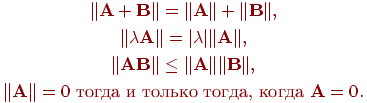 ‖A + B‖ = ‖A‖ + ‖B‖,
‖λA‖ = |λ|‖A‖,
‖AB‖ ≤ ‖A‖‖B‖,
‖A‖ = 0 тогда и только тогда, когда A = 0.